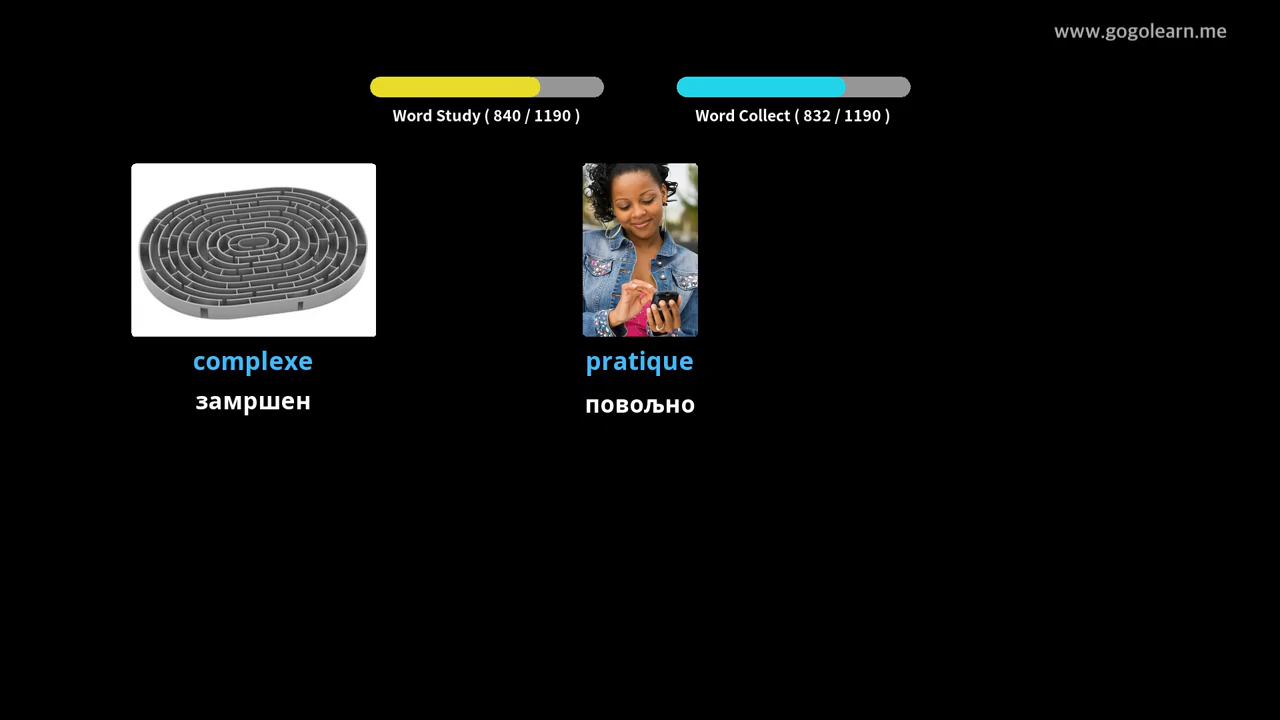 www.gogolearn.me
Word Study ( 840 / 1190 )
Word Collect ( 832 / 1190 )
complexe
замршен
pratique
повољно